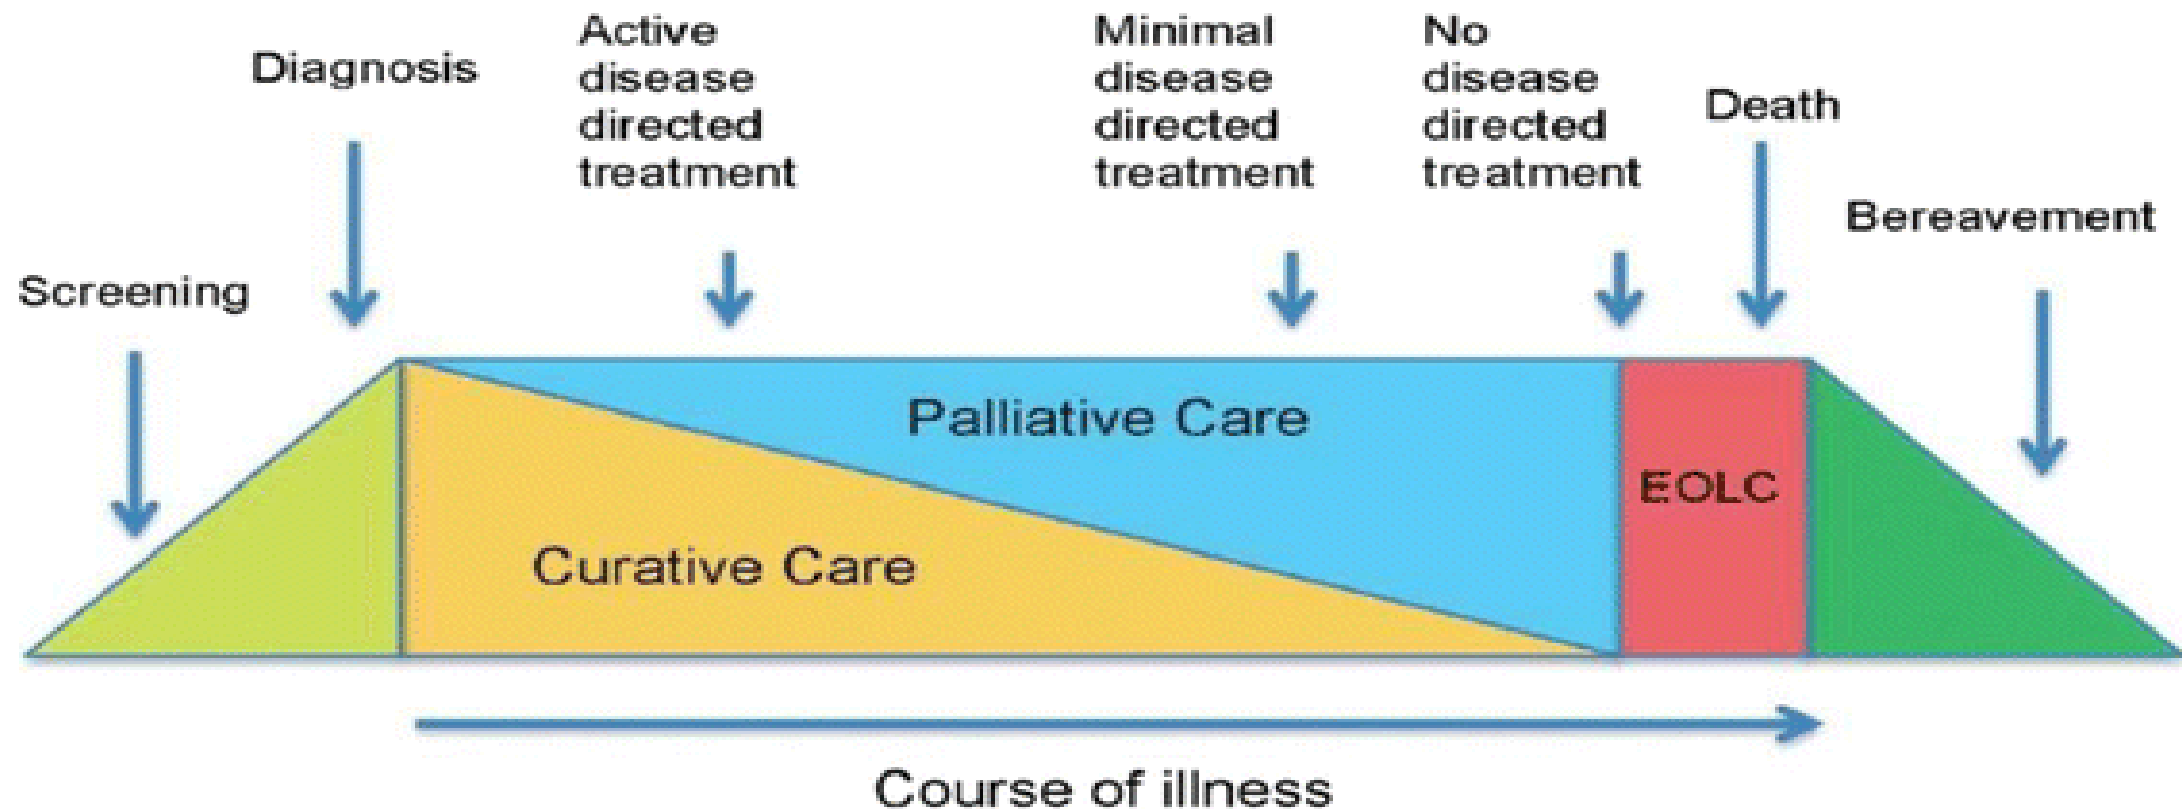 Screening
Diagnosis
Active
disease
directed
treatment
Minimal
disease
directed
treatment
No
disease
directed
treatment
Death
Bereavement
Palliative Care
Curative Care
EOLC
Course of illness